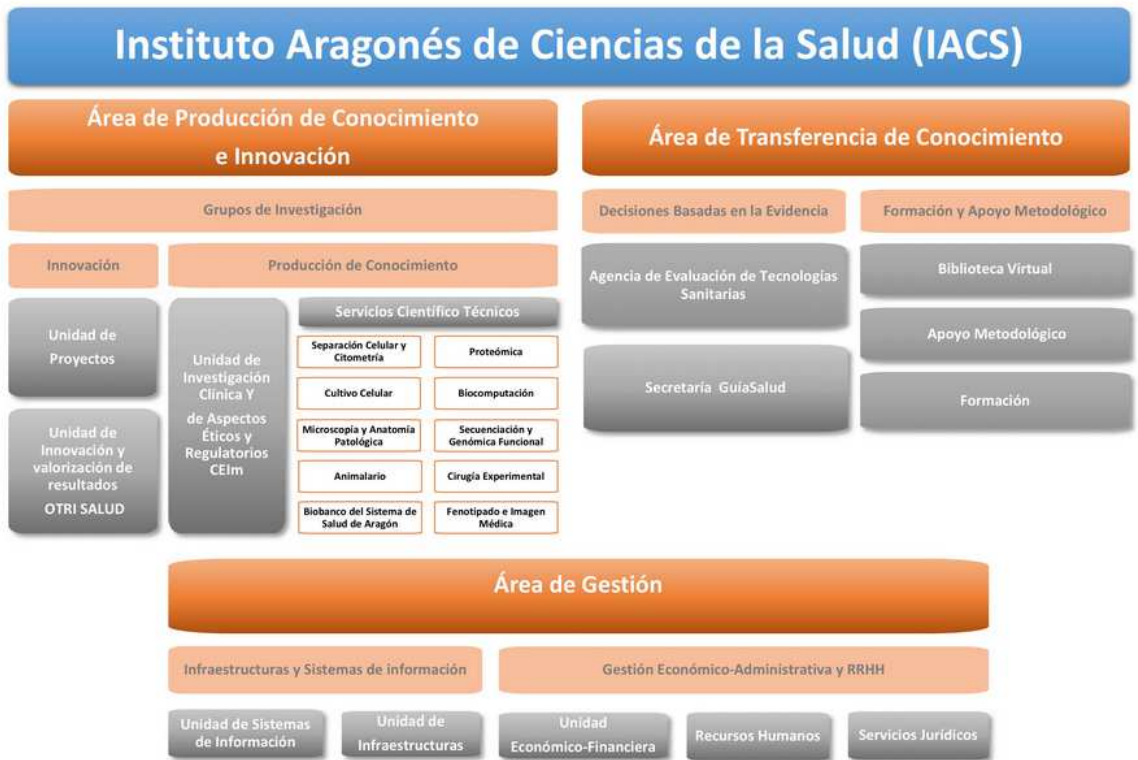 Instituto Aragonés de Ciencias de la Salud (IACS)
Área de Producción de Conocimiento
e Innovación
Grupos de Investigación
Innovación
Producción de Conocimiento
Unidad de
Proyectos
Unidad de
Innovación y
valorización de
resultados
OTRI SALUD
Unidad de
Investigación
Clínica Y
de Aspectos
Éticos y
Regulatorios
CEIm
Servicios Científico Técnicos
Separación Celular y
Citometría
Proteómica
Cultivo Celular
Biocomputación
Microscopía y Anatomía
Patológica
Secuenciación y
Genómica Funcional
Animalario
Cirugía Experimental
Biobanco del Sistema de
Salud de Aragón
Fenotipado e Imagen
Médica
Área de Transferencia de Conocimiento
Decisiones Basadas en la Evidencia
Agencia de Evaluación de Tecnologías
Sanitarias
Secretaría GuíaSalud
Formación y Apoyo Metodológico
Biblioteca Virtual
Apoyo Metodológico
Formación
Área de Gestión
Infraestructuras y Sistemas de información
Unidad de Sistemas
de Información
Unidad de
Infraestructuras
Gestión Económico-Administrativa y RRHH
Unidad
Económico-Financiera
Recursos Humanos
Servicios Jurídicos